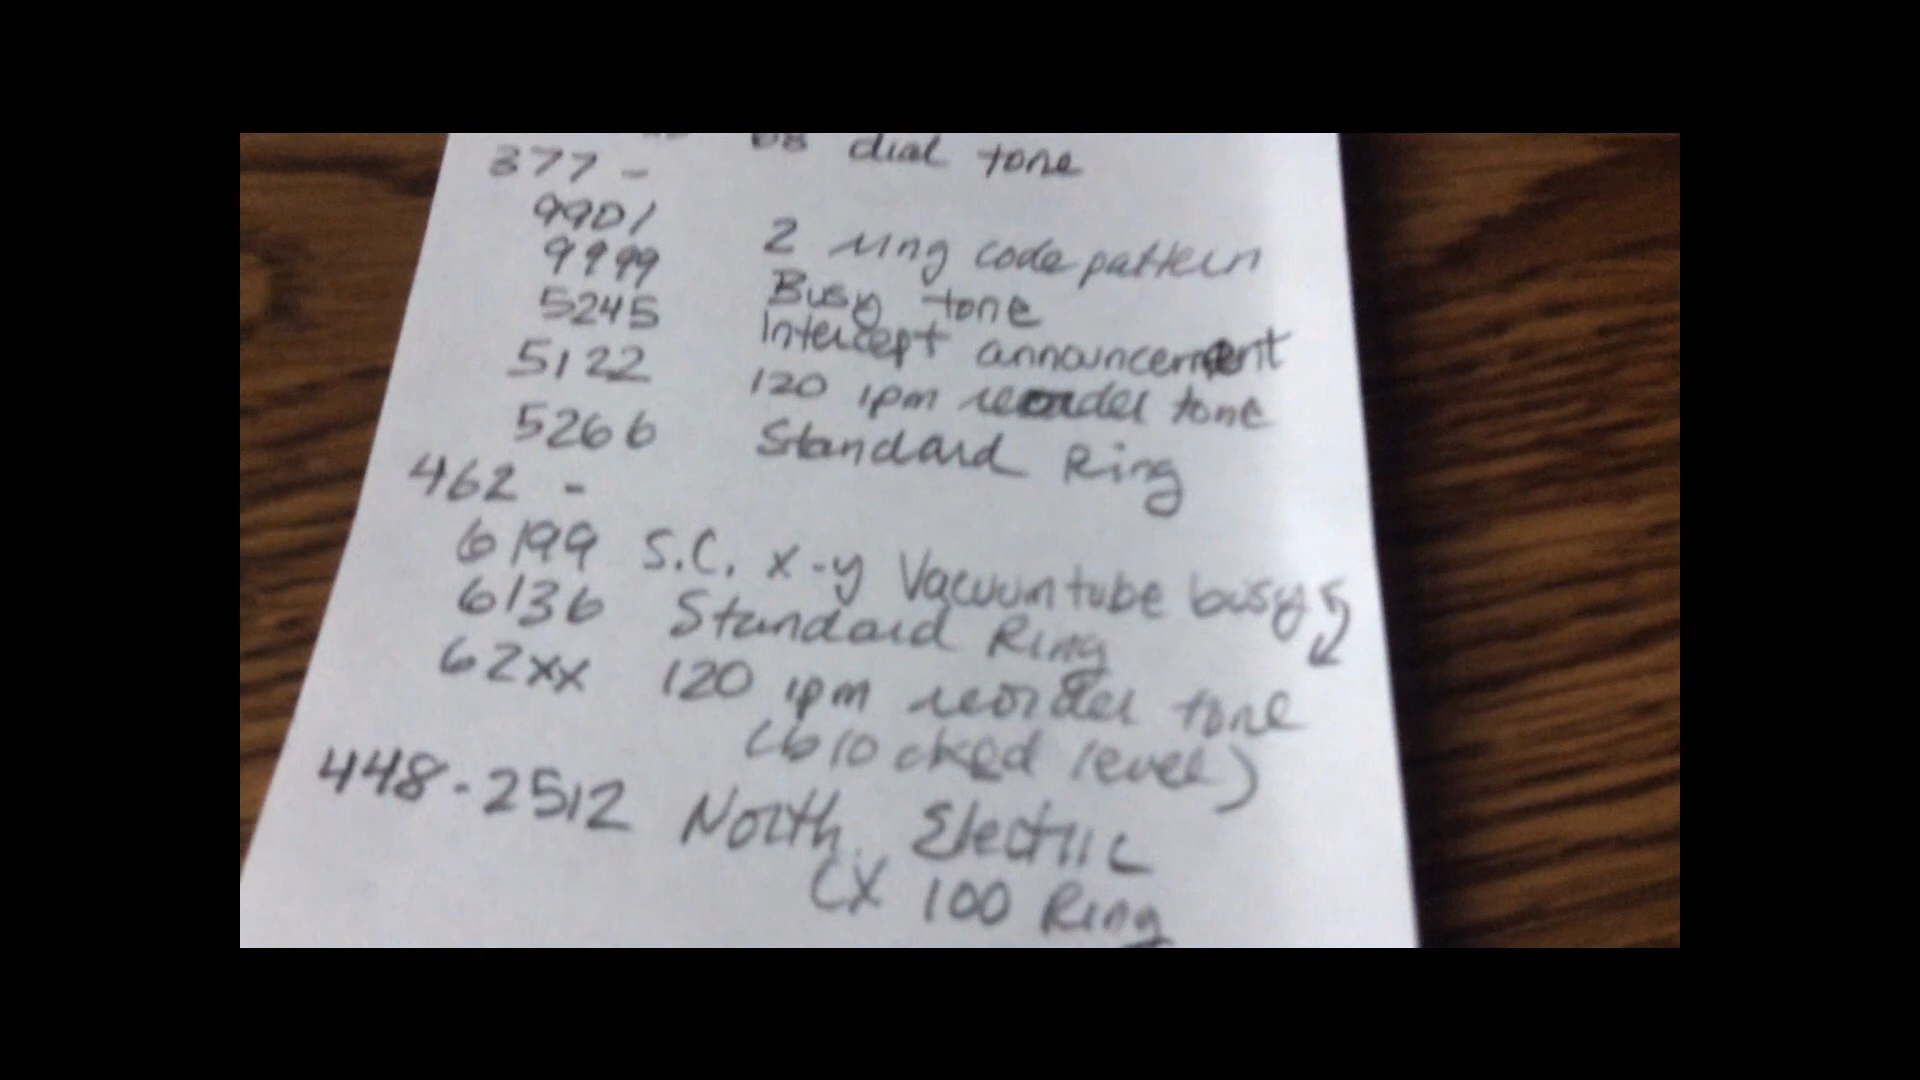 dial tone
377 -
9901 2 ring code pattern
9999 Busy tone
5245 Intercept announcement
5122 120 ipm reorder tone
5266 Standard Ring
462 -
6199 S.C. x-y Vacuum tube busy
6136 Standard Ring
62xx 120 ipm reorder tone
(blocked level)
448-2512 North Electric
CX 100 Ring